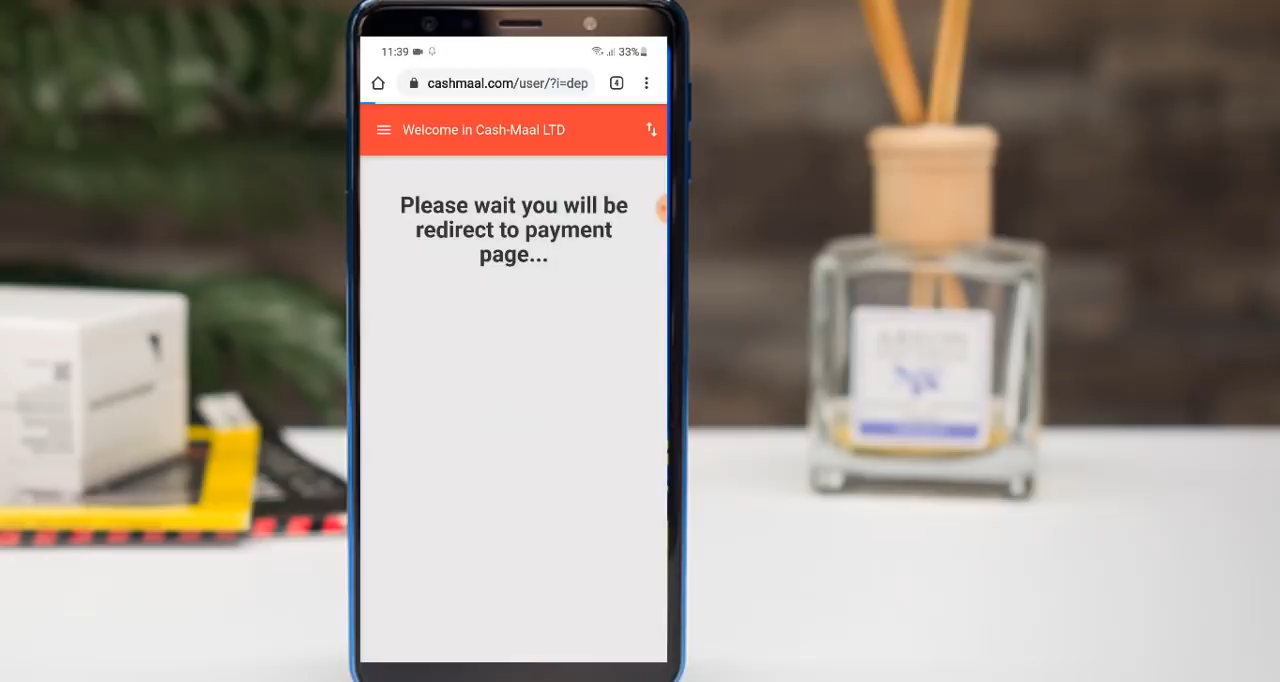 11:39
33%
cashmaal.com/user/?i=dep
4
Welcome in Cash-Maal LTD
Please wait you will be
redirect to payment
page...